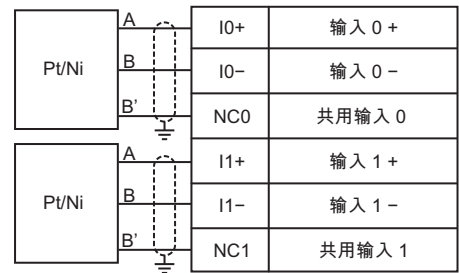 A I0+ 输入 0 +
Pt/Ni B I0− 输入 0 −
B' NC0 共用输入 0
A I1+ 输入 1 +
Pt/Ni B I1− 输入 1 −
B' NC1 共用输入 1